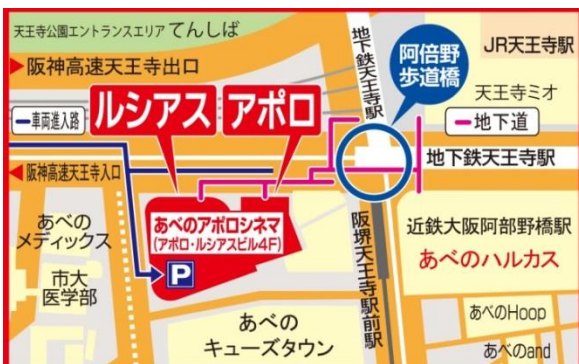 天王寺公園エントランスエリア てんしば
▶阪神高速天王寺出口
地下鉄天王寺駅
阿倍野
歩道橋
JR天王寺駅
天王寺ミオ
車両進入路
ルシアス
アポロ
地下道
地下鉄天王寺駅
◀阪神高速天王寺入口
あべの
メディックス
あべのアポロシネマ
(アポロ・ルシアスビル4F)
P
市大
医学部
あべの
キューズタウン
阪堺天王寺駅前駅
近鉄大阪阿部野橋駅
あべのハルカス
あべのHoop
あべのand